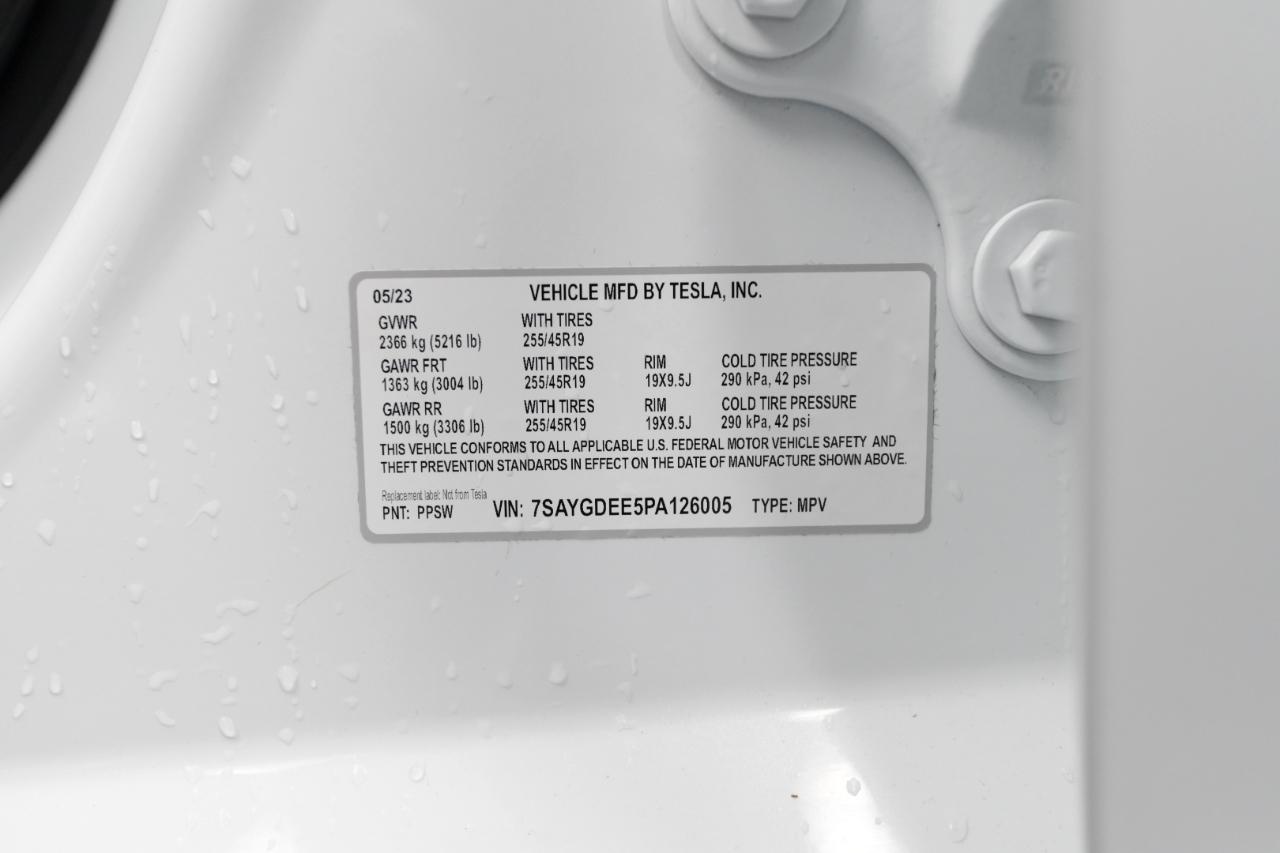 05/23 VEHICLE MFD BY TESLA, INC.
GVWR WITH TIRES
2366 kg (5216 lb) 255/45R19
GAWR FRT WITH TIRES RIM COLD TIRE PRESSURE
1363 kg (3004 lb) 255/45R19 19X9.5J 290 kPa, 42 psi
GAWR RR WITH TIRES RIM COLD TIRE PRESSURE
1500 kg (3306 lb) 255/45R19 19X9.5J 290 kPa, 42 psi
THIS VEHICLE CONFORMS TO ALL APPLICABLE U.S. FEDERAL MOTOR VEHICLE SAFETY AND
THEFT PREVENTION STANDARDS IN EFFECT ON THE DATE OF MANUFACTURE SHOWN ABOVE.
Replacement label: Not from Tesla
PNT: PPSW VIN: 7SAYGDEE5PA126005 TYPE: MPV